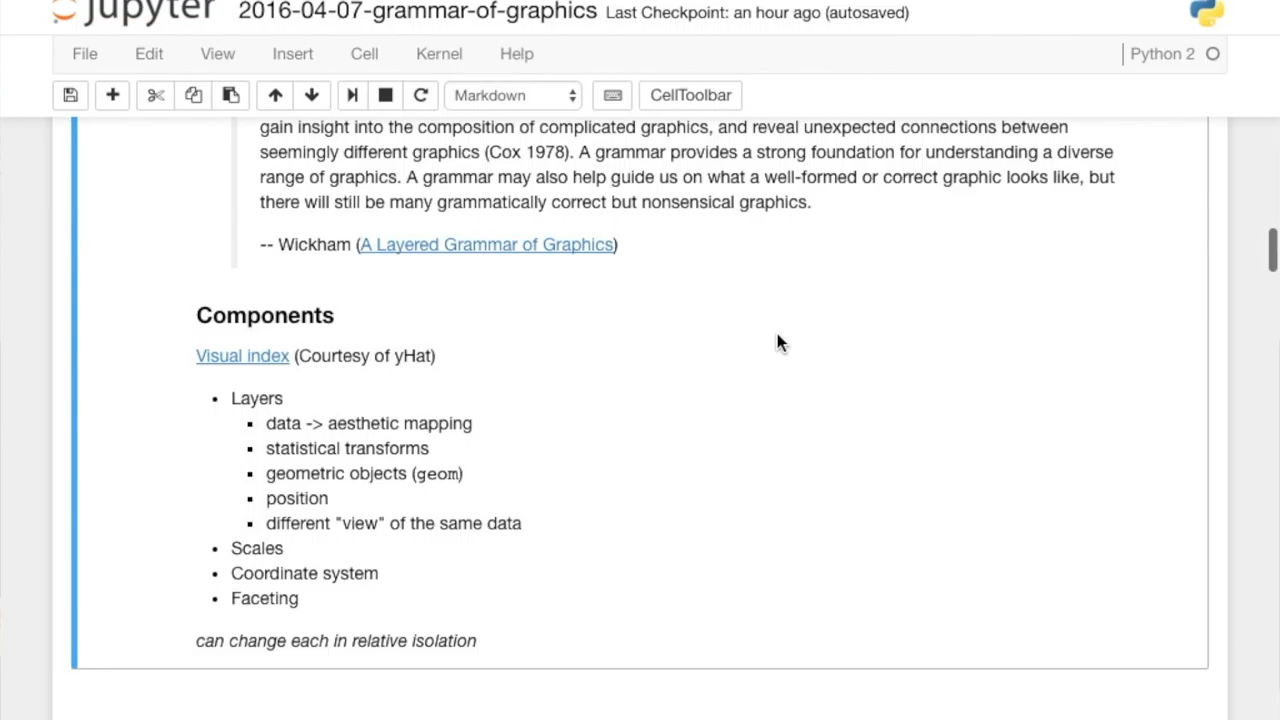 jupyter 2016-04-07-grammar-of-graphics Last Checkpoint: an hour ago (autosaved)
File Edit View Insert Cell Kernel Help Python 2
Markdown CellToolbar
gain insight into the composition of complicated graphics, and reveal unexpected connections between
seemingly different graphics (Cox 1978). A grammar provides a strong foundation for understanding a diverse
range of graphics. A grammar may also help guide us on what a well-formed or correct graphic looks like, but
there will still be many grammatically correct but nonsensical graphics.
-- Wickham (A Layered Grammar of Graphics)
Components
Visual index (Courtesy of yHat)
• Layers
▪ data -> aesthetic mapping
▪ statistical transforms
▪ geometric objects (geom)
▪ position
▪ different "view" of the same data
• Scales
• Coordinate system
• Faceting
can change each in relative isolation